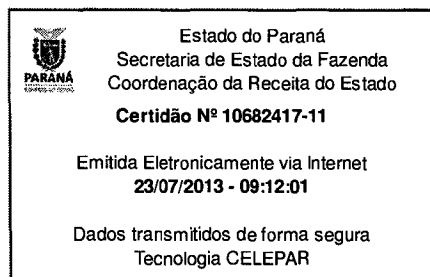 Estado do Paraná
Secretaria de Estado da Fazenda
Coordenação da Receita do Estado
PARANÁ
Certidão Nº 10682417-11
Emitida Eletronicamente via Internet
23/07/2013 - 09:12:01
Dados transmitidos de forma segura
Tecnologia CELEPAR